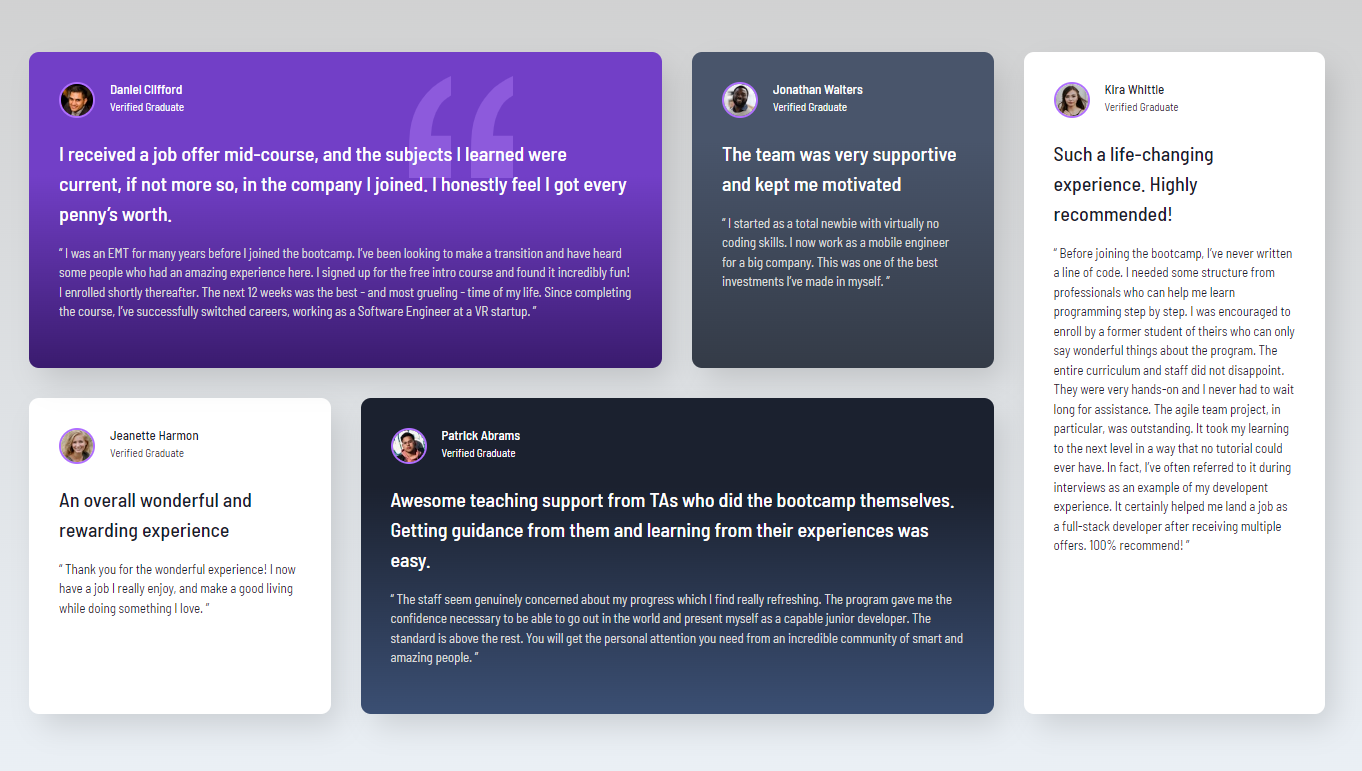 Daniel Clifford
Verified Graduate
I received a job offer mid-course, and the subjects I learned were
current, if not more so, in the company I joined. I honestly feel I got every
penny’s worth.
“ I was an EMT for many years before I joined the bootcamp. I’ve been looking to make a transition and have heard
some people who had an amazing experience here. I signed up for the free intro course and found it incredibly fun!
I enrolled shortly thereafter. The next 12 weeks was the best - and most grueling - time of my life. Since completing
the course, I’ve successfully switched careers, working as a Software Engineer at a VR startup. ”
Jonathan Walters
Verified Graduate
The team was very supportive
and kept me motivated
“ I started as a total newbie with virtually no
coding skills. I now work as a mobile engineer
for a big company. This was one of the best
investments I’ve made in myself. ”
Kira Whittle
Verified Graduate
Such a life-changing
experience. Highly
recommended!
“ Before joining the bootcamp, I’ve never written
a line of code. I needed some structure from
professionals who can help me learn
programming step by step. I was encouraged to
enroll by a former student of theirs who can only
say wonderful things about the program. The
entire curriculum and staff did not disappoint.
They were very hands-on and I never had to wait
long for assistance. The agile team project, in
particular, was outstanding. It took my learning
to the next level in a way that no tutorial could
ever have. In fact, I’ve often referred to it during
interviews as an example of my developent
experience. It certainly helped me land a job as
a full-stack developer after receiving multiple
offers. 100% recommend! ”
Jeanette Harmon
Verified Graduate
An overall wonderful and
rewarding experience
“ Thank you for the wonderful experience! I now
have a job I really enjoy, and make a good living
while doing something I love. ”
Patrick Abrams
Verified Graduate
Awesome teaching support from TAs who did the bootcamp themselves.
Getting guidance from them and learning from their experiences was
easy.
“ The staff seem genuinely concerned about my progress which I find really refreshing. The program gave me the
confidence necessary to be able to go out in the world and present myself as a capable junior developer. The
standard is above the rest. You will get the personal attention you need from an incredible community of smart and
amazing people. ”